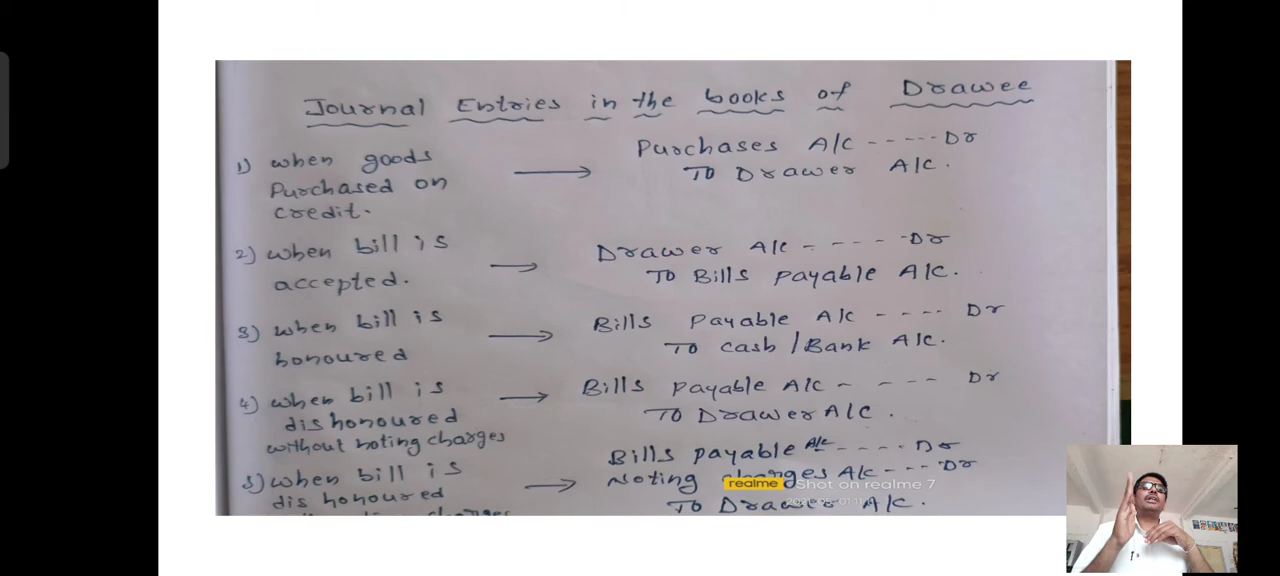 Journal Entries in the books of Drawee
1) when goods Purchased on credit. → Purchases A/c ----- Dr
To Drawer A/c.
2) when bill is accepted. → Drawer A/c ----- Dr
To Bills payable A/c.
3) when bill is honoured → Bills Payable A/c ---- Dr
To cash/Bank A/c.
4) when bill is dishonoured without noting charges → Bills payable A/c - --- Dr
To Drawer A/c.
5) when bill is dishonoured → Bills payable A/c ----- Dr
Noting charges A/c --- Dr
To Drawer A/c.
realme Shot on realme 7